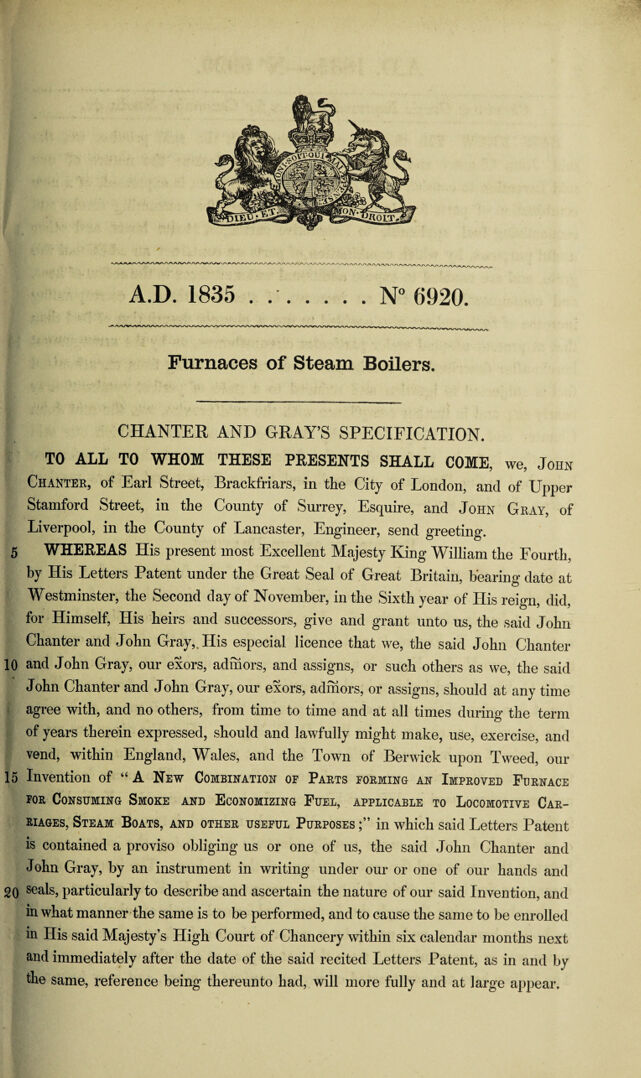 HONI·SOIT·QUI
DIEU·ET
MON·DROIT.
A.D. 1835 . . . . . . . . Nº 6920.
Furnaces of Steam Boilers.
CHANTER AND GRAY'S SPECIFICATION.
TO ALL TO WHOM THESE PRESENTS SHALL COME, we, John
Chanter, of Earl Street, Brackfriars, in the City of London, and of Upper
Stamford Street, in the County of Surrey, Esquire, and John Gray, of
Liverpool, in the County of Lancaster, Engineer, send greeting.
5 WHEREAS His present most Excellent Majesty King William the Fourth,
by His Letters Patent under the Great Seal of Great Britain, bearing date at
Westminster, the Second day of November, in the Sixth year of His reign, did,
for Himself, His heirs and successors, give and grant unto us, the said John
Chanter and John Gray, His especial licence that we, the said John Chanter
10 and John Gray, our exōrs, adm̄ors, and assigns, or such others as we, the said
John Chanter and John Gray, our exōrs, adm̄ors, or assigns, should at any time
agree with, and no others, from time to time and at all times during the term
of years therein expressed, should and lawfully might make, use, exercise, and
vend, within England, Wales, and the Town of Berwick upon Tweed, our
15 Invention of "A New Combination of Parts forming an Improved Furnace
for Consuming Smoke and Economizing Fuel, applicable to Locomotive Car-
riages, Steam Boats, and other useful Purposes;" in which said Letters Patent
is contained a proviso obliging us or one of us, the said John Chanter and
John Gray, by an instrument in writing under our or one of our hands and
20 seals, particularly to describe and ascertain the nature of our said Invention, and
in what manner the same is to be performed, and to cause the same to be enrolled
in His said Majesty's High Court of Chancery within six calendar months next
and immediately after the date of the said recited Letters Patent, as in and by
the same, reference being thereunto had, will more fully and at large appear.